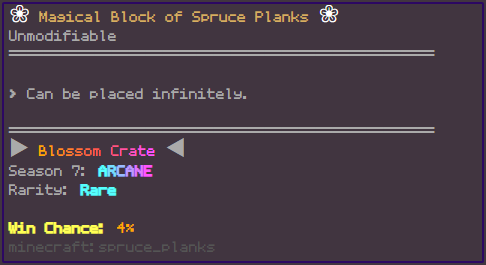 ❀ Magical Block of Spruce Planks ❀
Unmodifiable
> Can be placed infinitely.
▶ Blossom Crate ◀
Season 7: ARCANE
Rarity: Rare
Win Chance: 4%
minecraft:spruce_planks